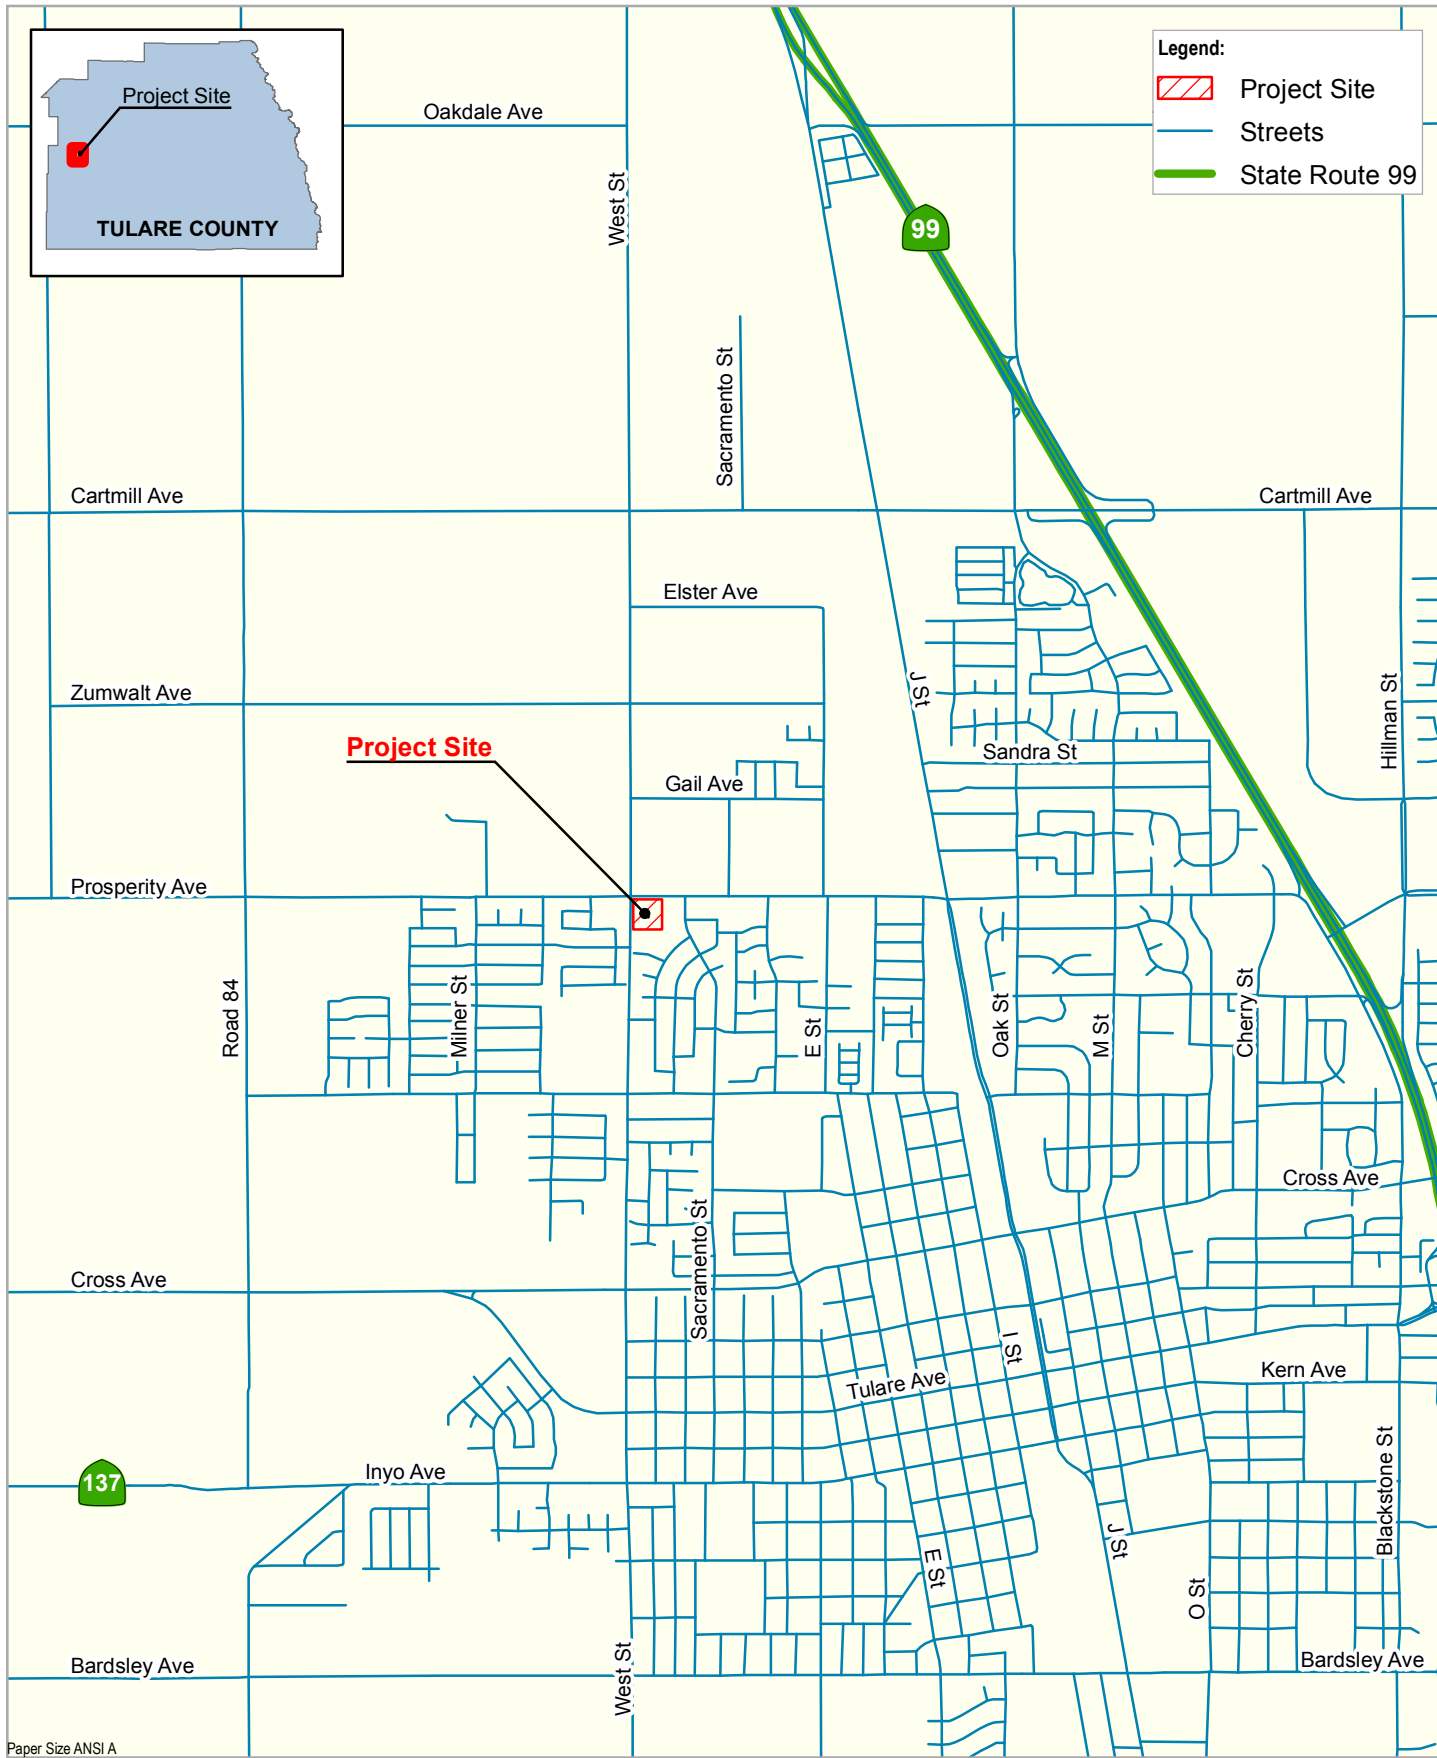 Legend:
Project Site
Streets
State Route 99
Project Site
TULARE COUNTY
Oakdale Ave
West St
99
Sacramento St
Cartmill Ave
Cartmill Ave
Elster Ave
Zumwalt Ave
J St
Hillman St
Project Site
Sandra St
Gail Ave
Prosperity Ave
Road 84
Milner St
E St
Oak St
M St
Cherry St
Cross Ave
Sacramento St
Cross Ave
I St
Tulare Ave
Kern Ave
Inyo Ave
137
Blackstone St
J St
E St
O St
West St
Bardsley Ave
Bardsley Ave
Paper Size ANSI A